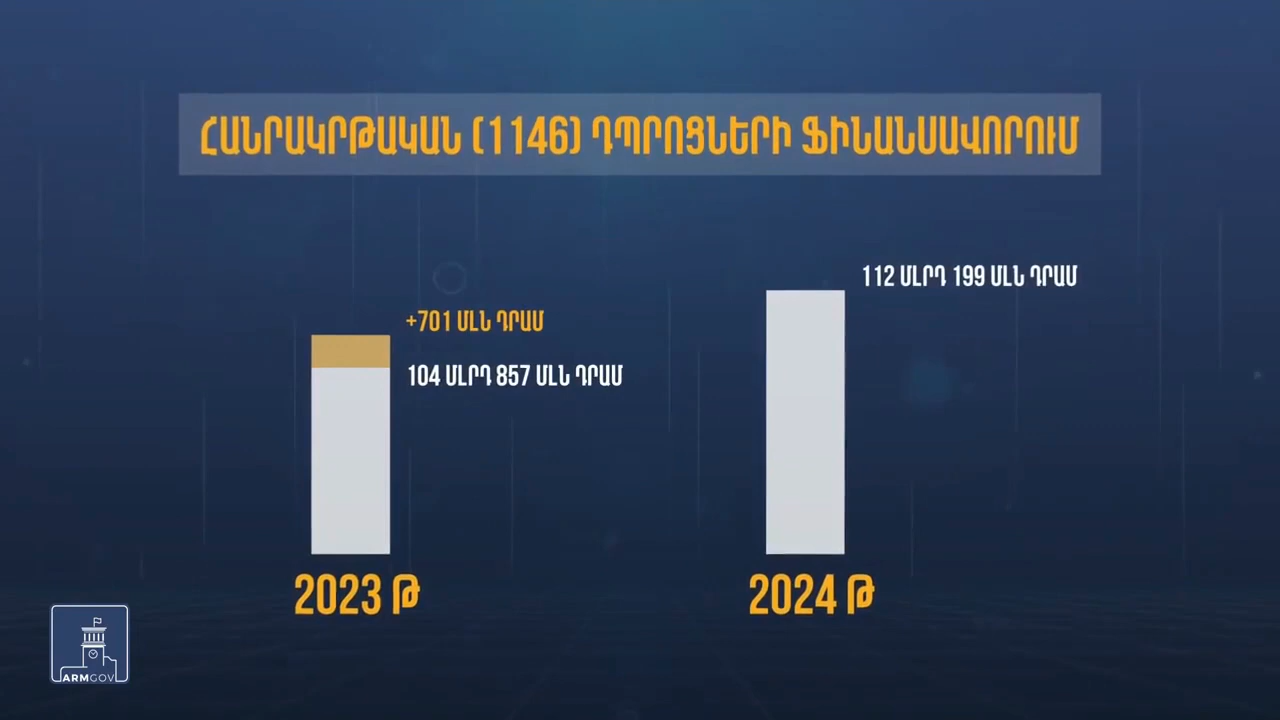 ՀԱՆՐԱԿՐԹԱԿԱՆ (1146) ԴՊՐՈՑՆԵՐԻ ՖԻՆԱՆՍԱՎՈՐՈՒՄ
112 ՄԼՐԴ 199 ՄԼՆ ԴՐԱՄ
+701 ՄԼՆ ԴՐԱՄ
104 ՄԼՐԴ 857 ՄԼՆ ԴՐԱՄ
2023 Թ
2024 Թ
ARMGOV